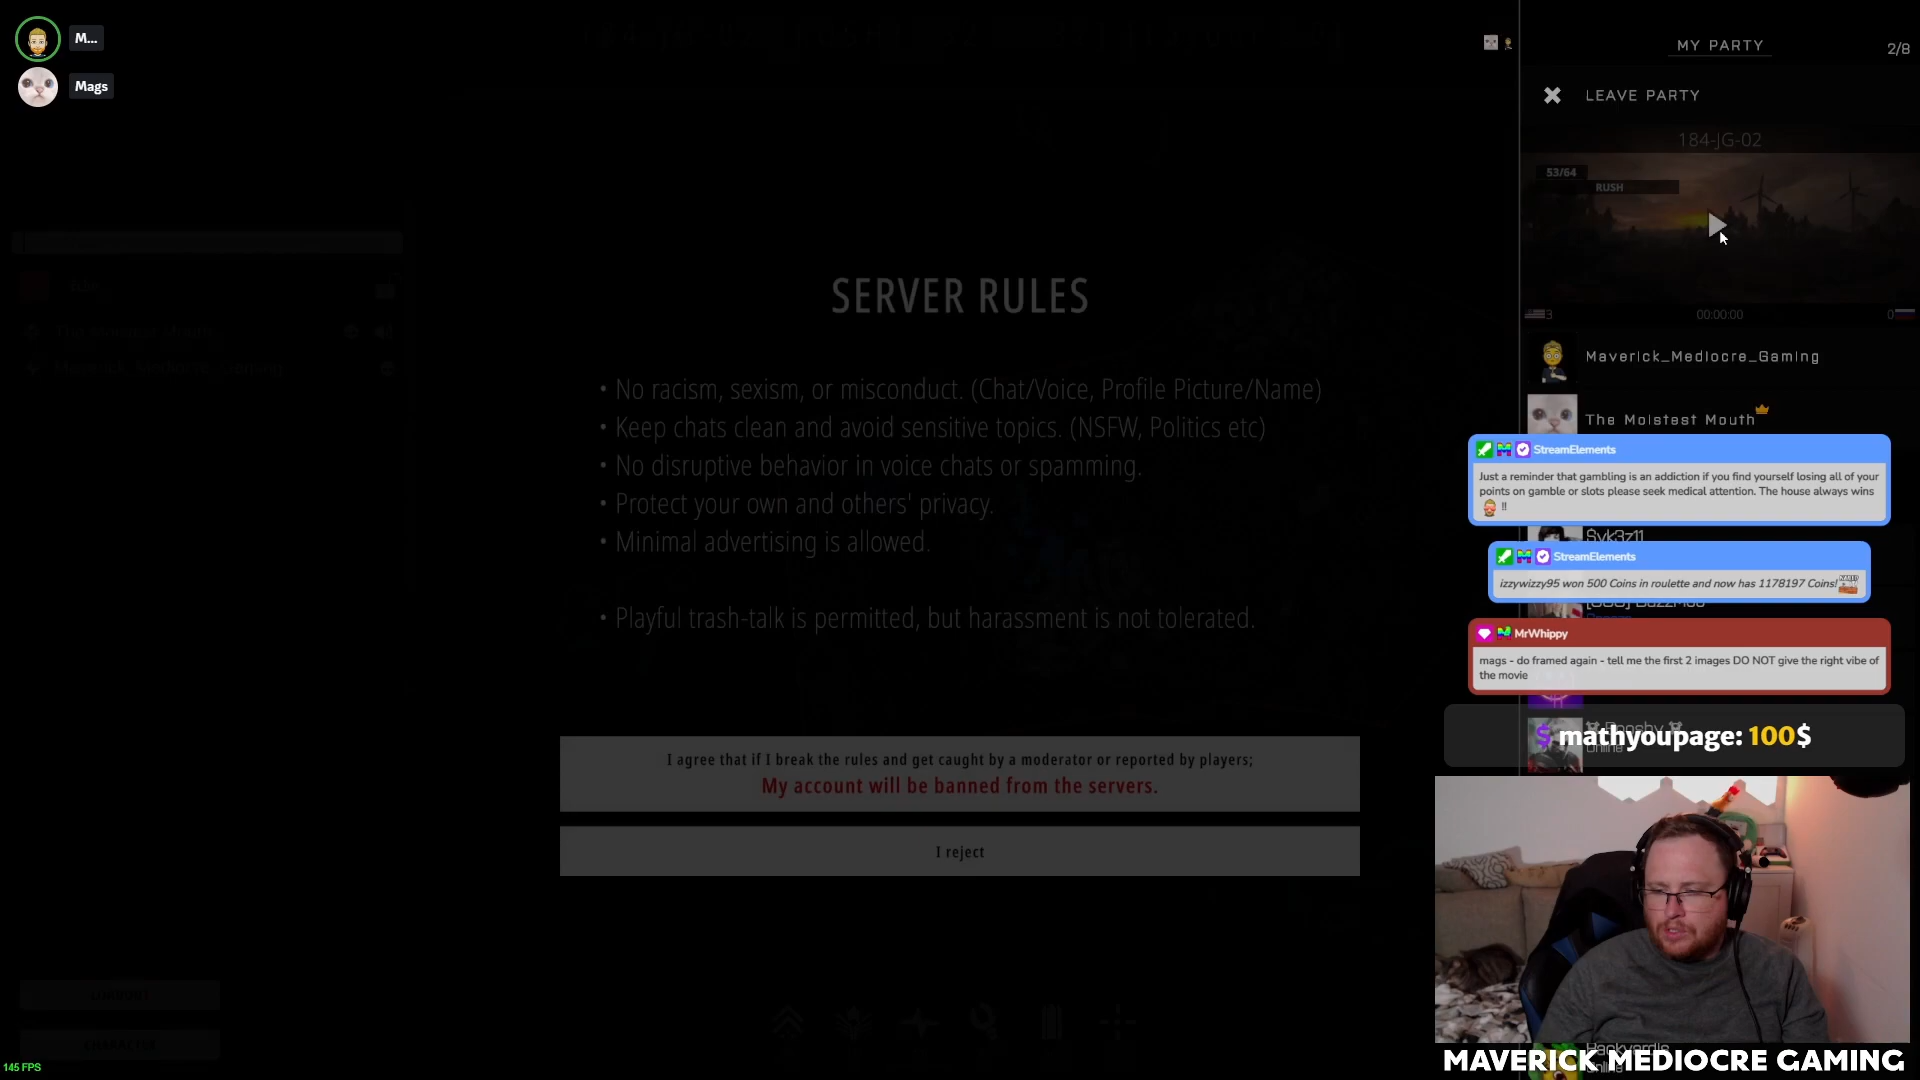 M...
Mags
MY PARTY
2/8
LEAVE PARTY
184-JG-02
53/64
RUSH
3
00:00:00
0
Maverick_Mediocre_Gaming
The Moistest Mouth
SERVER RULES
• No racism, sexism, or misconduct. (Chat/Voice, Profile Picture/Name)
• Keep chats clean and avoid sensitive topics. (NSFW, Politics etc)
• No disruptive behavior in voice chats or spamming.
• Protect your own and others' privacy.
• Minimal advertising is allowed.
• Playful trash-talk is permitted, but harassment is not tolerated.
I agree that if I break the rules and get caught by a moderator or reported by players;
My account will be banned from the servers.
I reject
StreamElements
Just a reminder that gambling is an addiction if you find yourself losing all of your
points on gamble or slots please seek medical attention. The house always wins
!!
StreamElements
izzywizzy95 won 500 Coins in roulette and now has 1178197 Coins!
MrWhippy
mags - do framed again - tell me the first 2 images DO NOT give the right vibe of
the movie
$ mathyoupage: 100$
145 FPS
MAVERICK MEDIOCRE GAMING